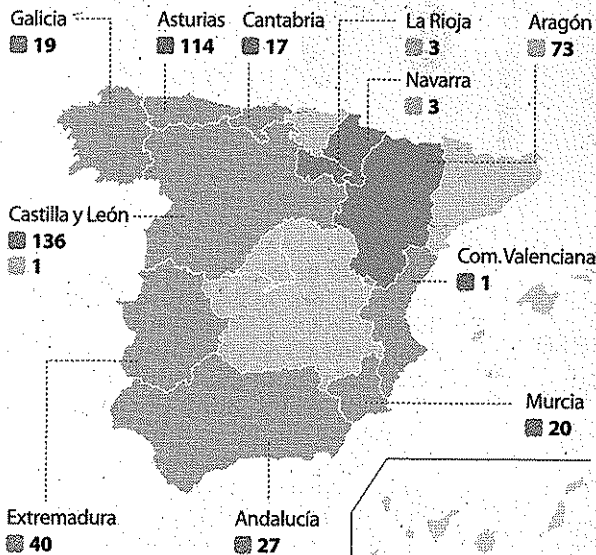 Galicia
19
Asturias
114
Cantabria
17
La Rioja
3
Aragón
73
Navarra
3
Castilla y León
136
1
Com. Valenciana
1
Murcia
20
Extremadura
40
Andalucía
27